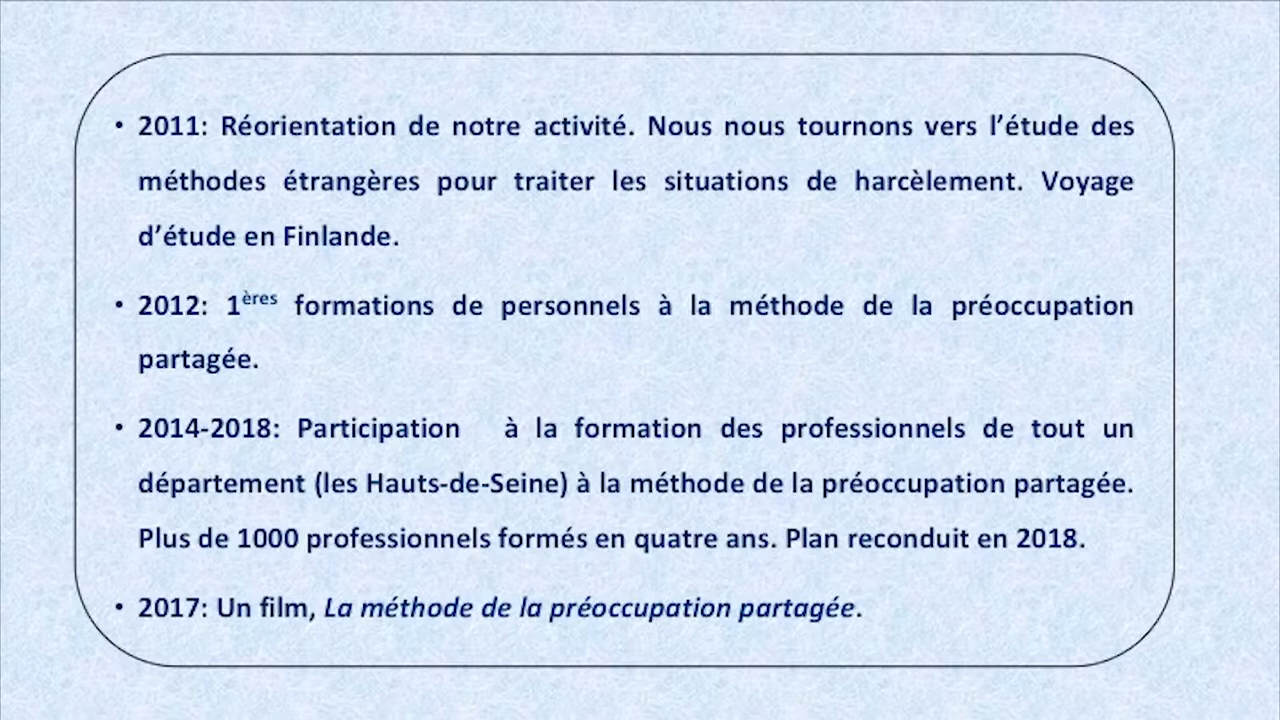 • 2011: Réorientation de notre activité. Nous nous tournons vers l’étude des
méthodes étrangères pour traiter les situations de harcèlement. Voyage
d’étude en Finlande.
• 2012: 1ères formations de personnels à la méthode de la préoccupation
partagée.
• 2014-2018: Participation à la formation des professionnels de tout un
département (les Hauts-de-Seine) à la méthode de la préoccupation partagée.
Plus de 1000 professionnels formés en quatre ans. Plan reconduit en 2018.
• 2017: Un film, La méthode de la préoccupation partagée.